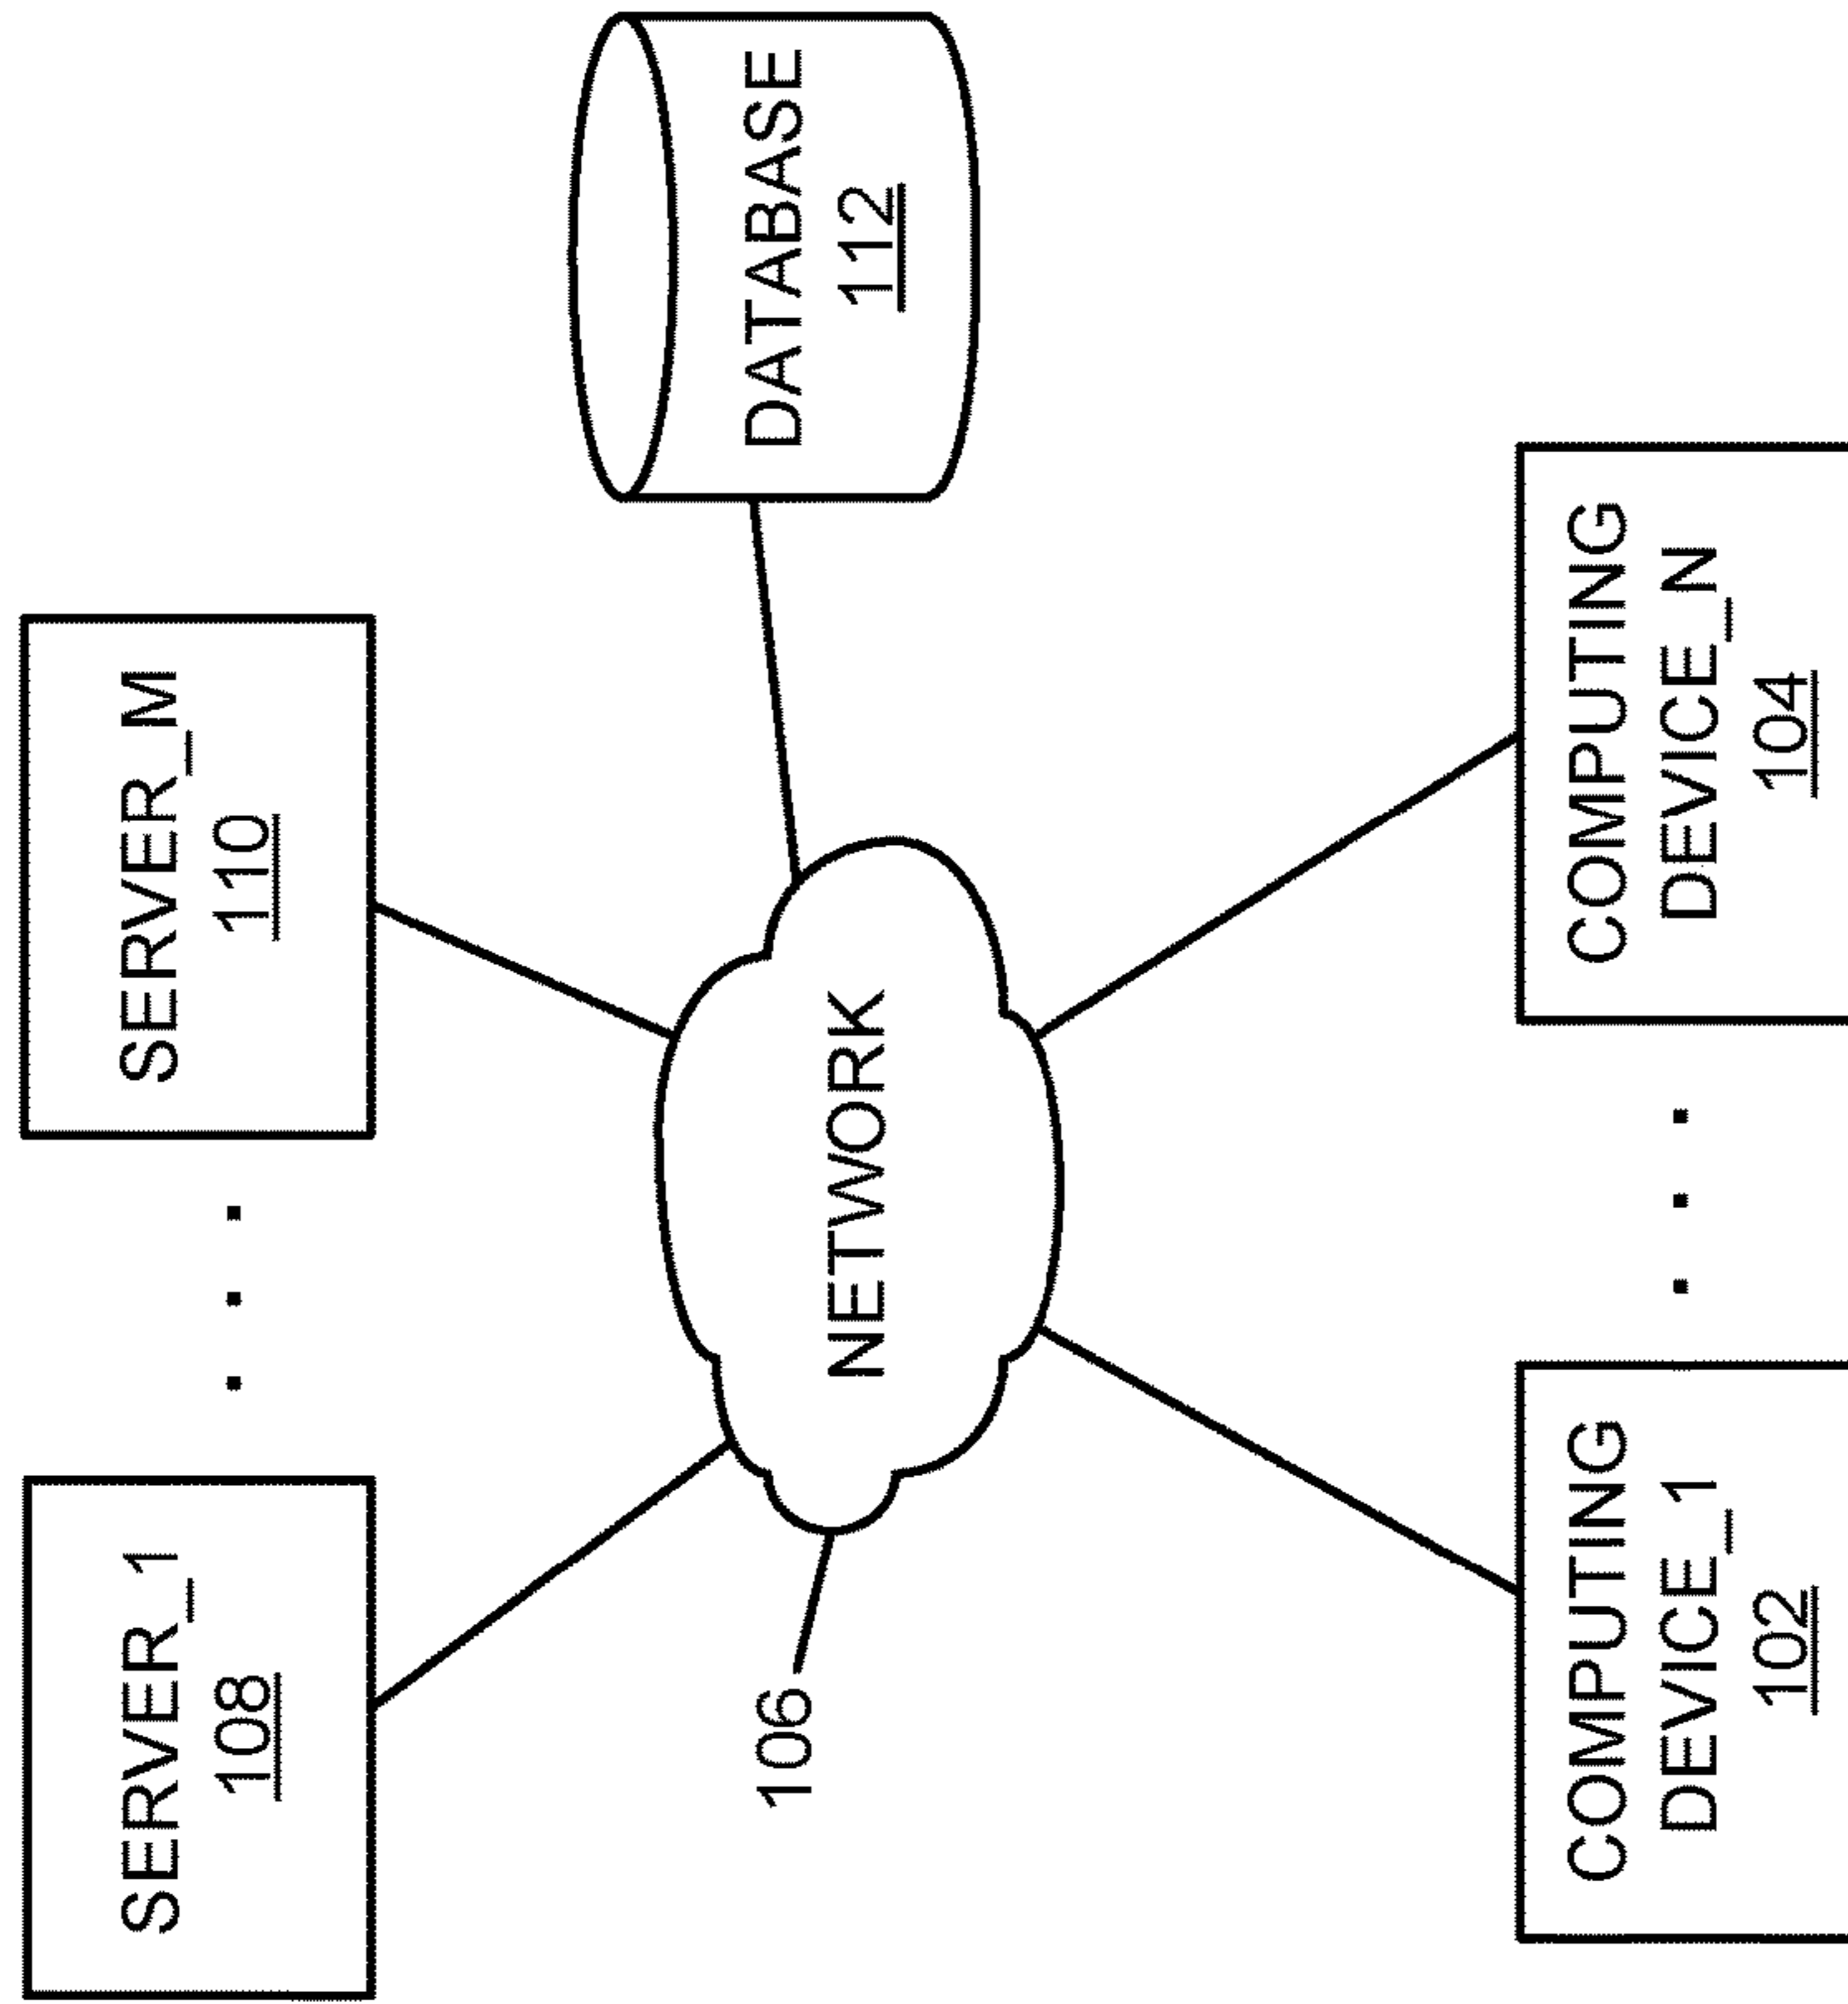 SERVER_1
108
. . .
SERVER_M
110
DATABASE
112
NETWORK
106
COMPUTING
DEVICE_1
102
. . .
COMPUTING
DEVICE_N
104